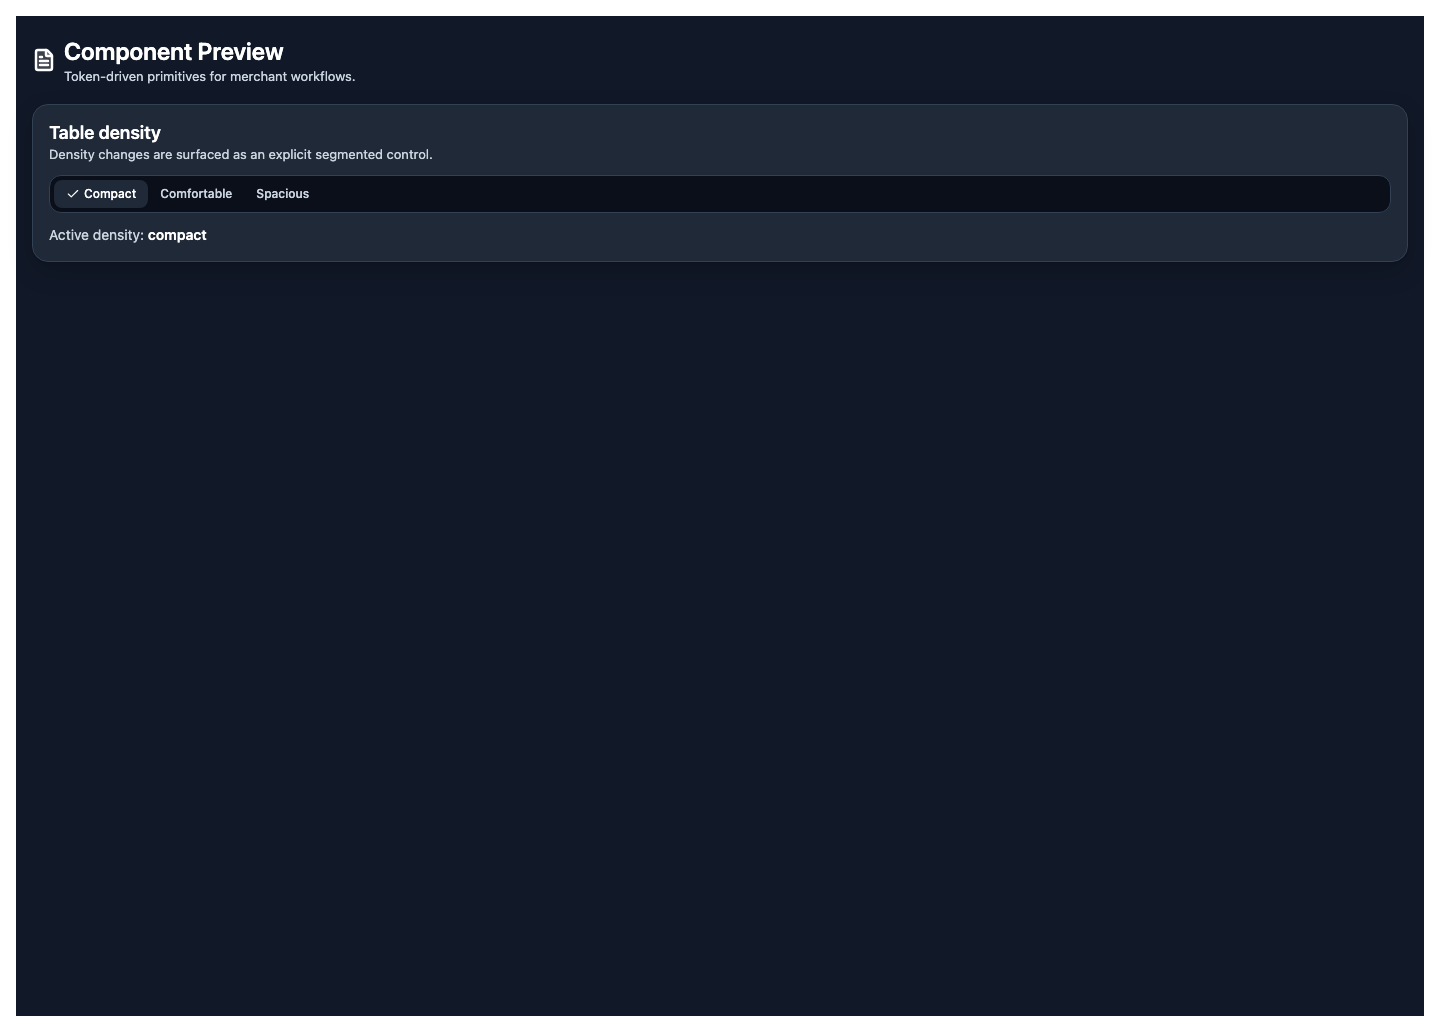 Component Preview
Token-driven primitives for merchant workflows.
Table density
Density changes are surfaced as an explicit segmented control.
Compact Comfortable Spacious
Active density: compact